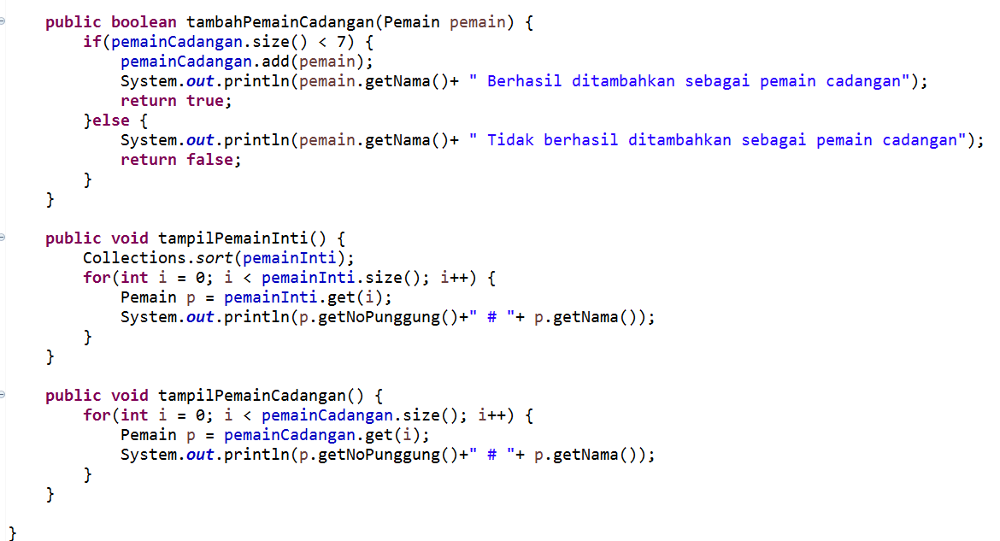 public boolean tambahPemainCadangan(Pemain pemain) {
if(pemainCadangan.size() < 7) {
pemainCadangan.add(pemain);
System.out.println(pemain.getNama()+ " Berhasil ditambahkan sebagai pemain cadangan");
return true;
}else {
System.out.println(pemain.getNama()+ " Tidak berhasil ditambahkan sebagai pemain cadangan");
return false;
}
}
public void tampilPemainInti() {
Collections.sort(pemainInti);
for(int i = 0; i < pemainInti.size(); i++) {
Pemain p = pemainInti.get(i);
System.out.println(p.getNoPunggung()+" # "+ p.getNama());
}
}
public void tampilPemainCadangan() {
for(int i = 0; i < pemainCadangan.size(); i++) {
Pemain p = pemainCadangan.get(i);
System.out.println(p.getNoPunggung()+" # "+ p.getNama());
}
}
}